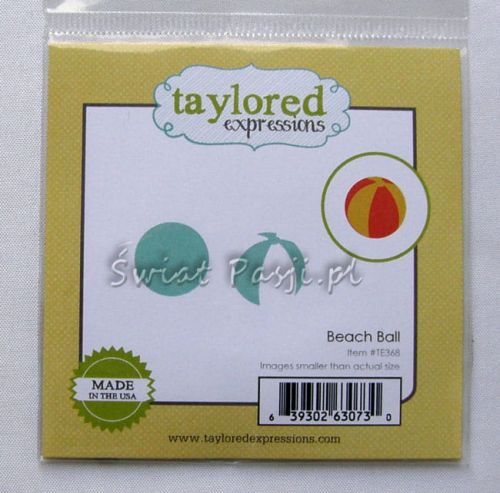 taylored
expressions
Świat Pasji.pl
Beach Ball
Item #TE368
Images smaller than actual size
MADE
IN THE USA
6 39302 63073 0
www.tayloredexpressions.com